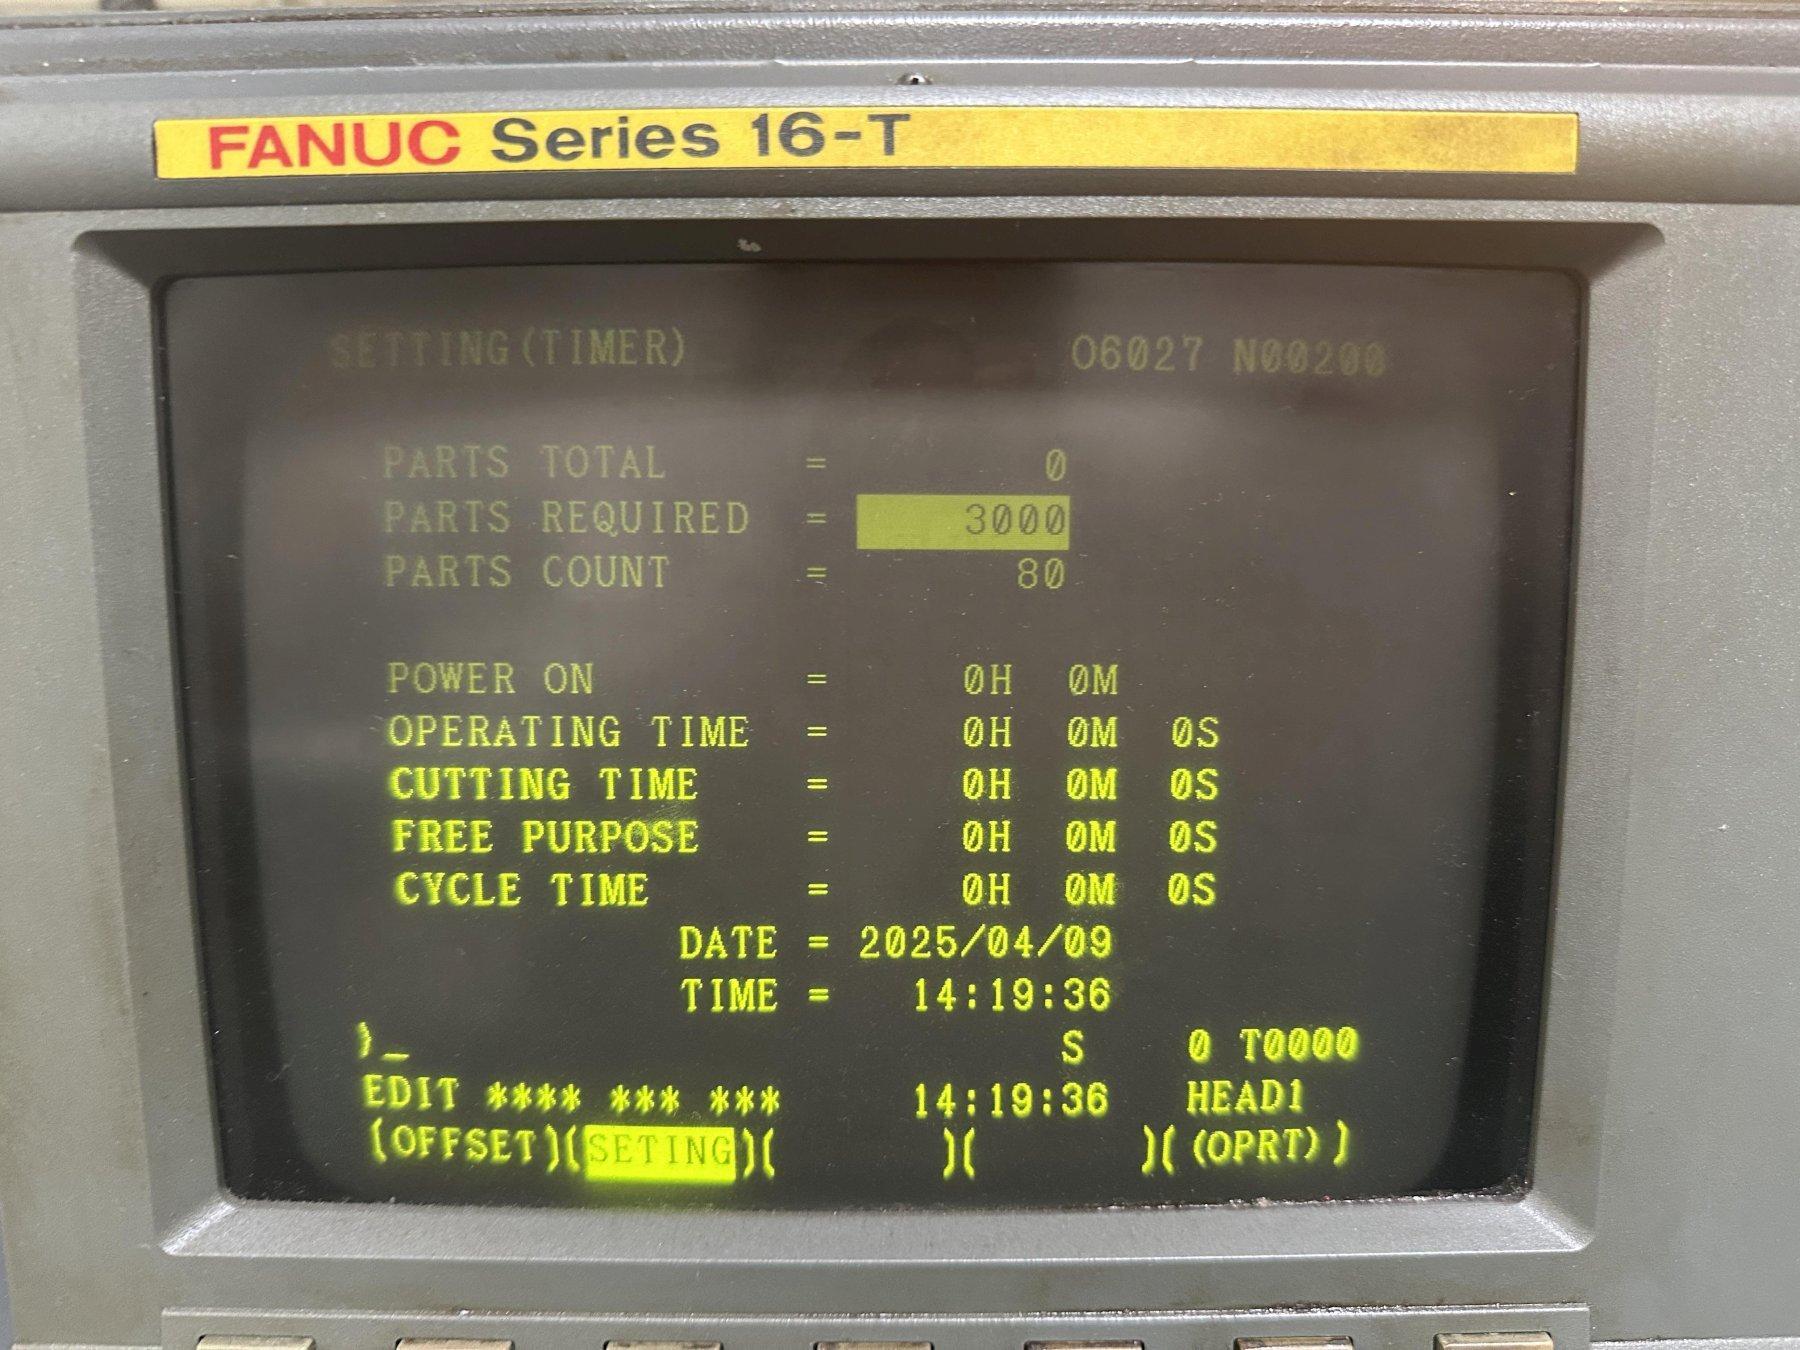 FANUC Series 16-T
SETTING(TIMER) O6027 N00200
PARTS TOTAL = 0
PARTS REQUIRED = 3000
PARTS COUNT = 80
POWER ON = 0H 0M
OPERATING TIME = 0H 0M 0S
CUTTING TIME = 0H 0M 0S
FREE PURPOSE = 0H 0M 0S
CYCLE TIME = 0H 0M 0S
DATE = 2025/04/09
TIME = 14:19:36
)_ S 0 T0000
EDIT **** *** *** 14:19:36 HEAD1
(OFFSET)(SETING)( )( )((OPRT))